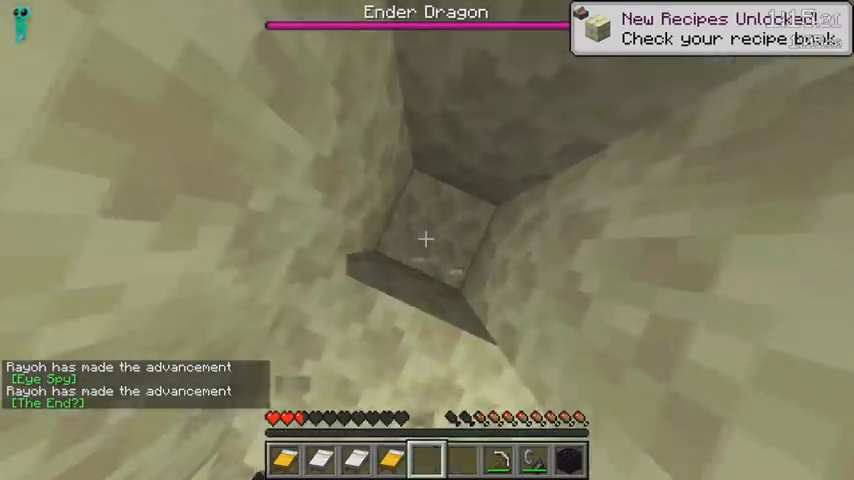 Ender Dragon
New Recipes Unlocked!
Check your recipe book
Rayoh has made the advancement
[Eye Spy]
Rayoh has made the advancement
[The End?]